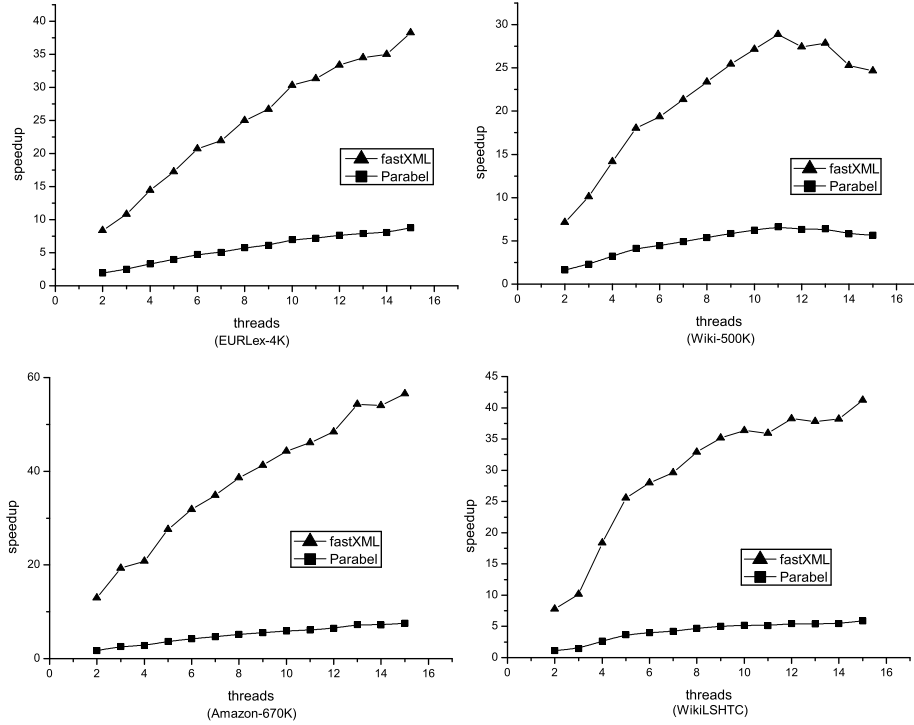 40
35
30
25
20
15
10
5
0
speedup
fastXML
Parabel
0 2 4 6 8 10 12 14 16
threads
(EURLex-4K)
30
25
20
15
10
5
0
speedup
fastXML
Parabel
0 2 4 6 8 10 12 14 16
threads
(Wiki-500K)
60
40
20
0
speedup
fastXML
Parabel
0 2 4 6 8 10 12 14 16
threads
(Amazon-670K)
45
40
35
30
25
20
15
10
5
0
speedup
fastXML
Parabel
0 2 4 6 8 10 12 14 16
threads
(WikiLSHTC)